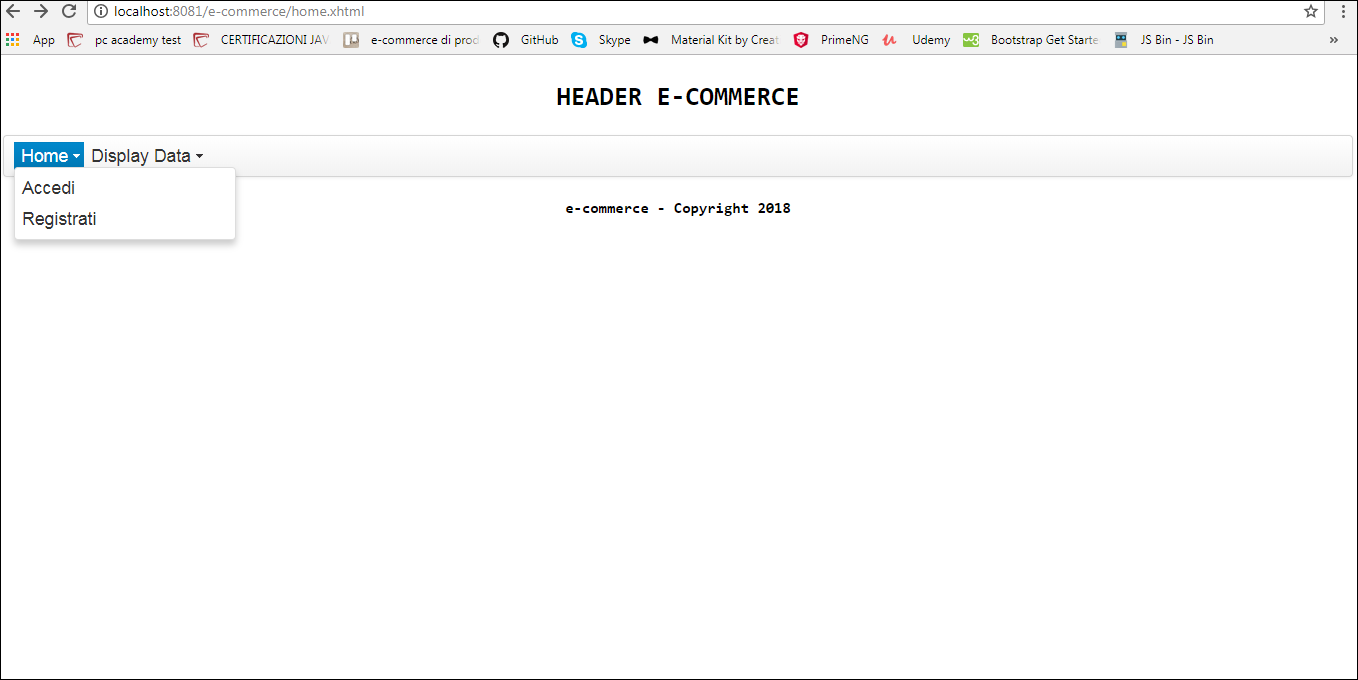 localhost:8081/e-commerce/home.xhtml
App pc academy test CERTIFICAZIONI JAV e-commerce di prod GitHub Skype Material Kit by Creat PrimeNG Udemy Bootstrap Get Starte JS Bin - JS Bin »
HEADER E-COMMERCE
Home Display Data
Accedi
Registrati
e-commerce - Copyright 2018